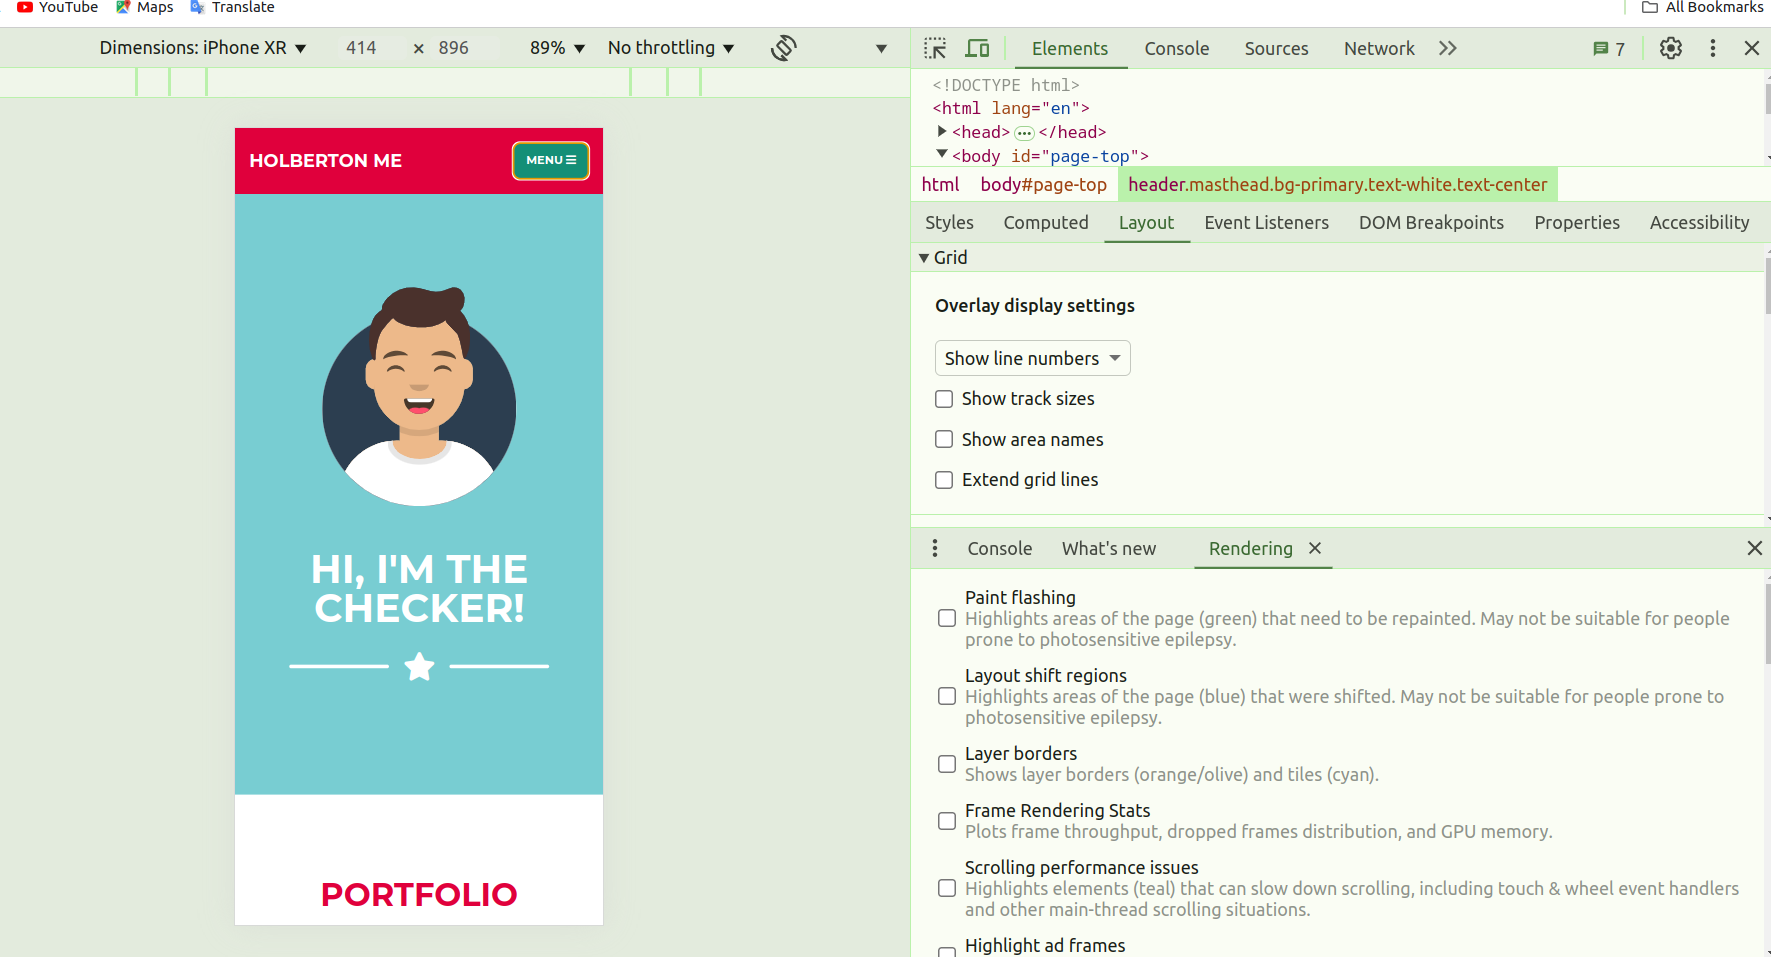 YouTube Maps Translate All Bookmarks
Dimensions: iPhone XR 414 × 896 89% No throttling
Elements Console Sources Network 7
<!DOCTYPE html>
<html lang="en">
<head> ••• </head>
<body id="page-top">
html body#page-top header.masthead.bg-primary.text-white.text-center
Styles Computed Layout Event Listeners DOM Breakpoints Properties Accessibility
Grid
Overlay display settings
Show line numbers
Show track sizes
Show area names
Extend grid lines
Console What's new Rendering
Paint flashing
Highlights areas of the page (green) that need to be repainted. May not be suitable for people
prone to photosensitive epilepsy.
Layout shift regions
Highlights areas of the page (blue) that were shifted. May not be suitable for people prone to
photosensitive epilepsy.
Layer borders
Shows layer borders (orange/olive) and tiles (cyan).
Frame Rendering Stats
Plots frame throughput, dropped frames distribution, and GPU memory.
Scrolling performance issues
Highlights elements (teal) that can slow down scrolling, including touch & wheel event handlers
and other main-thread scrolling situations.
Highlight ad frames
HOLBERTON ME MENU
HI, I'M THE
CHECKER!
PORTFOLIO